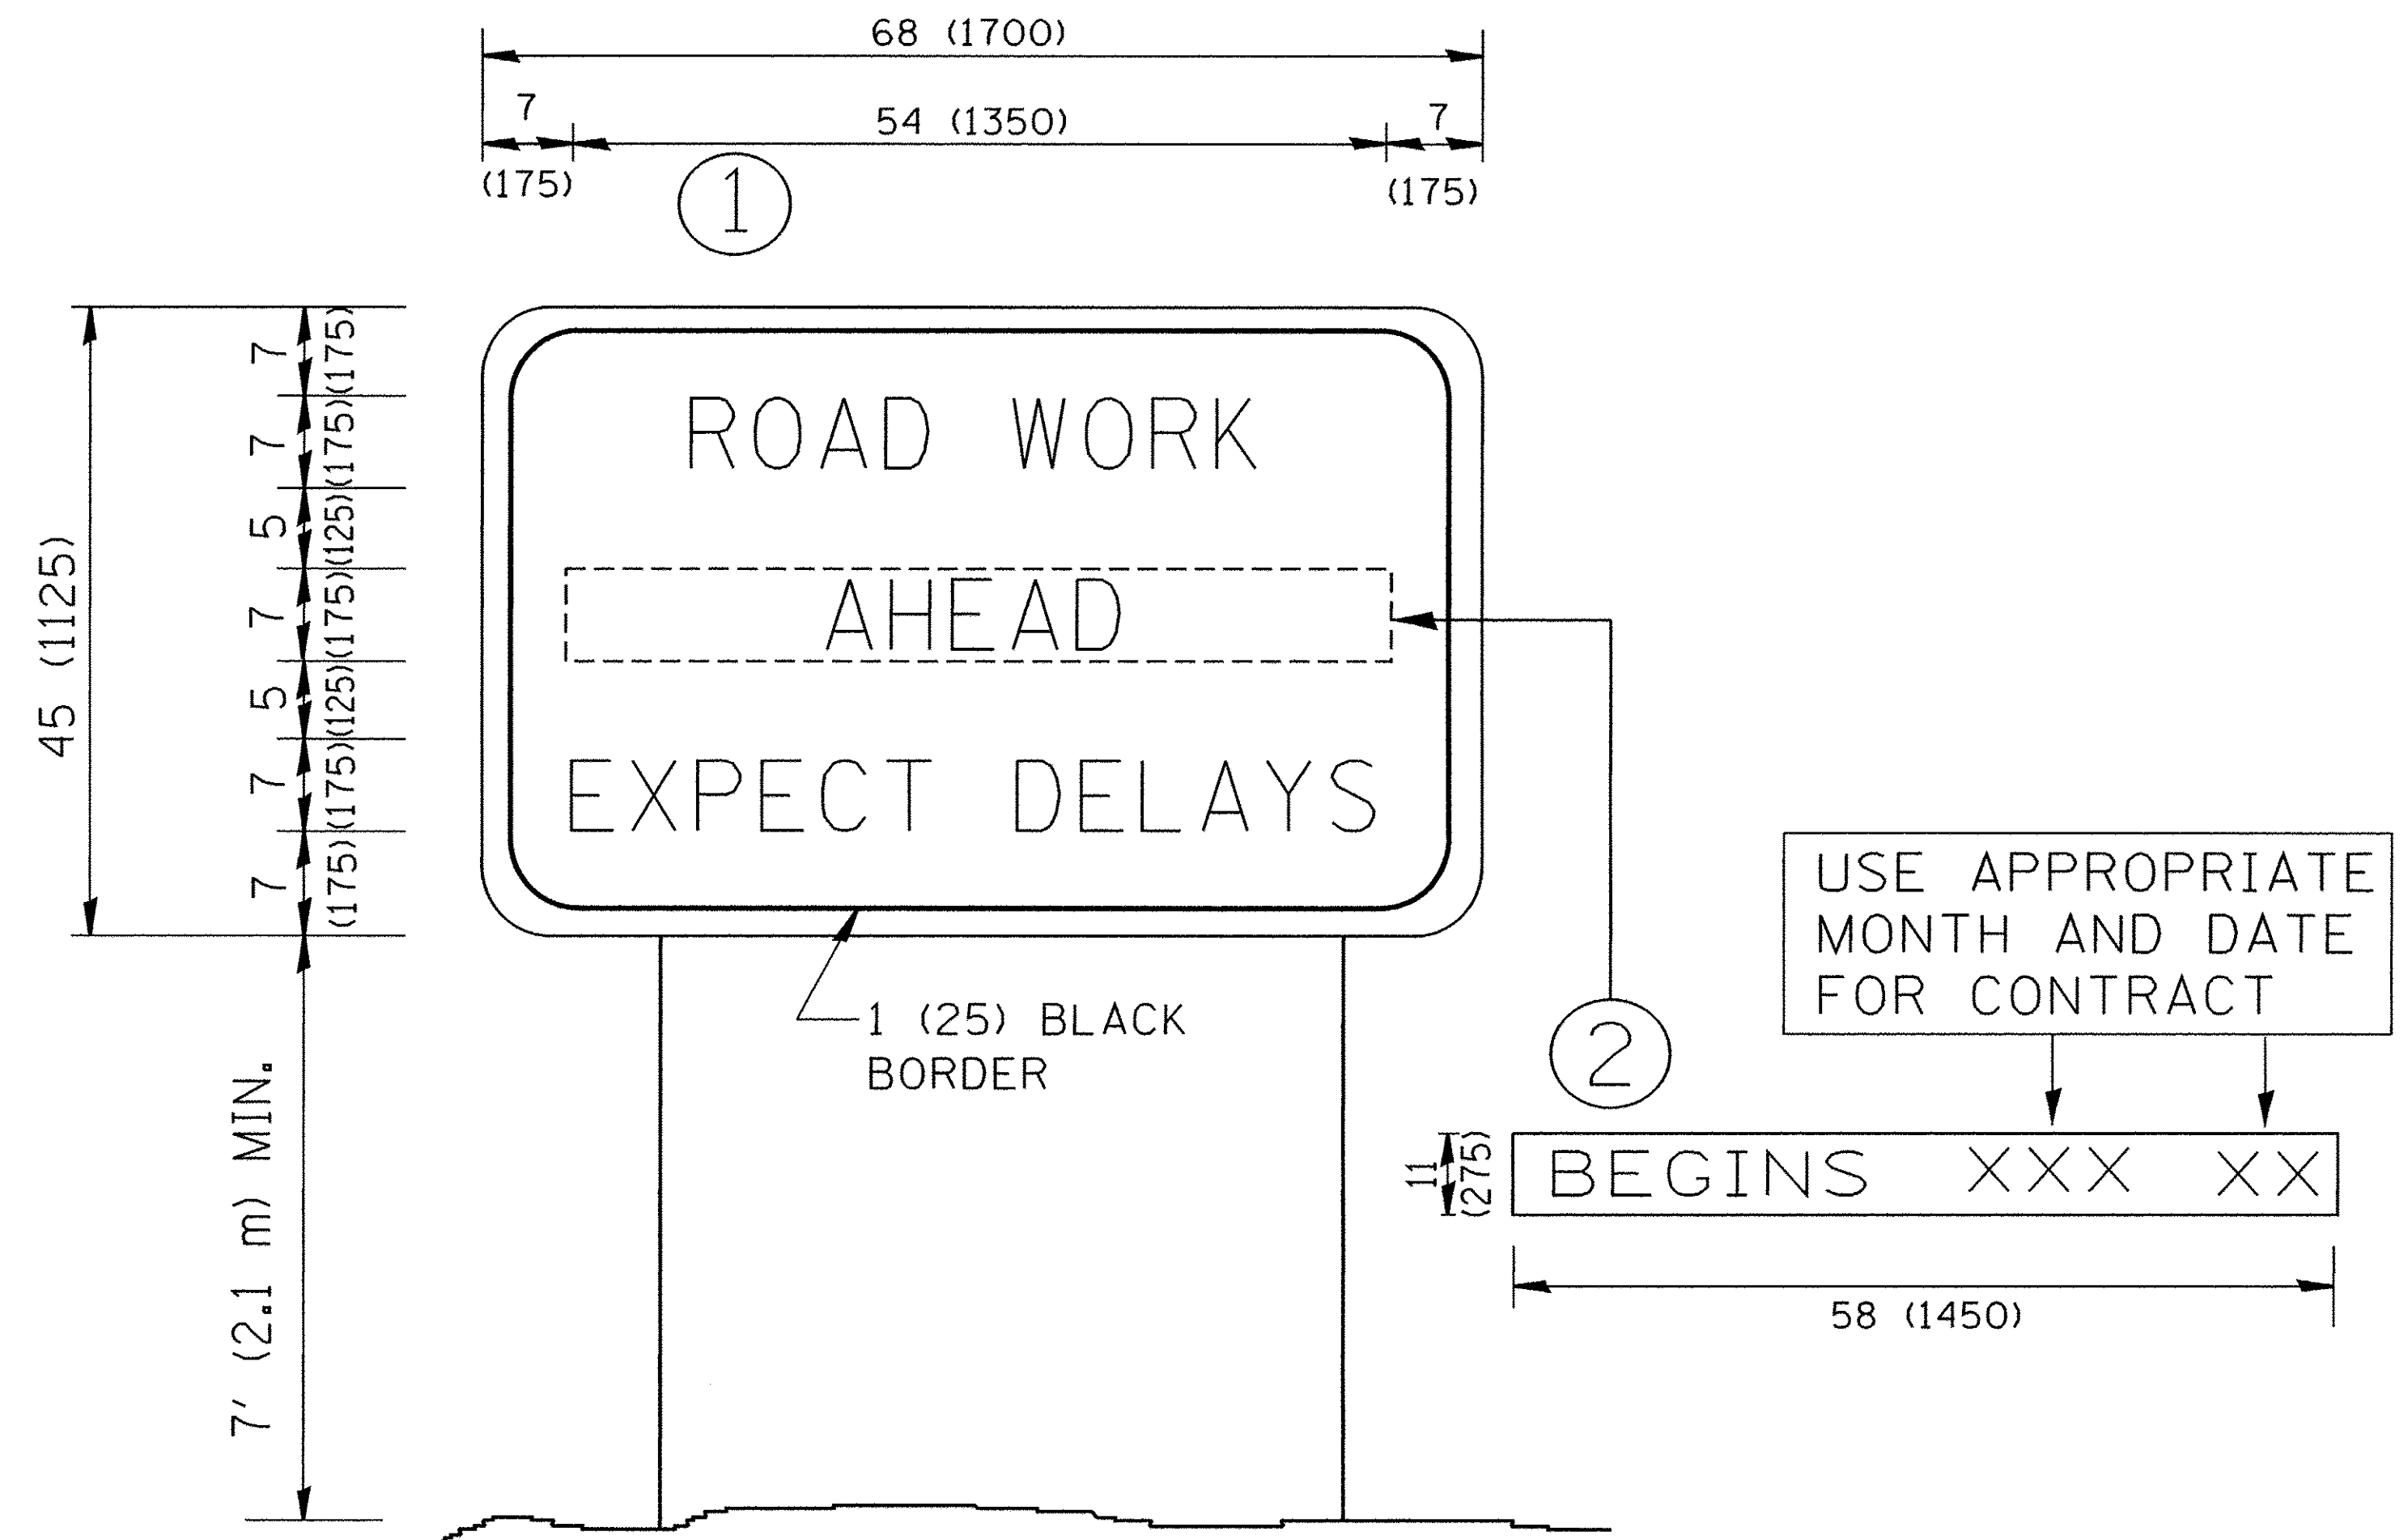 68 (1700)
7
54 (1350)
7
(175)
(175)
1
45 (1125)
7
(175)
7
(175)
5
(125)
7
(175)
5
(125)
7
(175)
7
(175)
ROAD WORK
AHEAD
EXPECT DELAYS
1 (25) BLACK
BORDER
7' (2.1 m) MIN.
2
USE APPROPRIATE
MONTH AND DATE
FOR CONTRACT
11
(275)
BEGINS XXX XX
58 (1450)